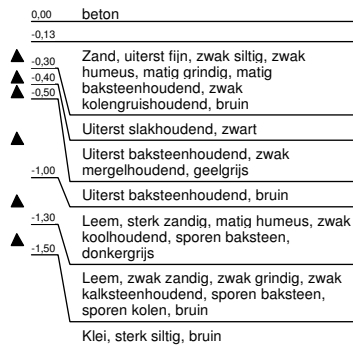 0,00 beton
-0,13
Zand, uiterst fijn, zwak siltig, zwak
-0,30 humeus, matig grindig, matig
-0,40 baksteenhoudend, zwak
-0,50 kolengruishoudend, bruin
Uiterst slakhoudend, zwart
Uiterst baksteenhoudend, zwak
mergelhoudend, geelgrijs
-1,00
Uiterst baksteenhoudend, bruin
-1,30 Leem, sterk zandig, matig humeus, zwak
koolhoudend, sporen baksteen,
-1,50 donkergrijs
Leem, zwak zandig, zwak grindig, zwak
kalksteenhoudend, sporen baksteen,
sporen kolen, bruin
Klei, sterk siltig, bruin